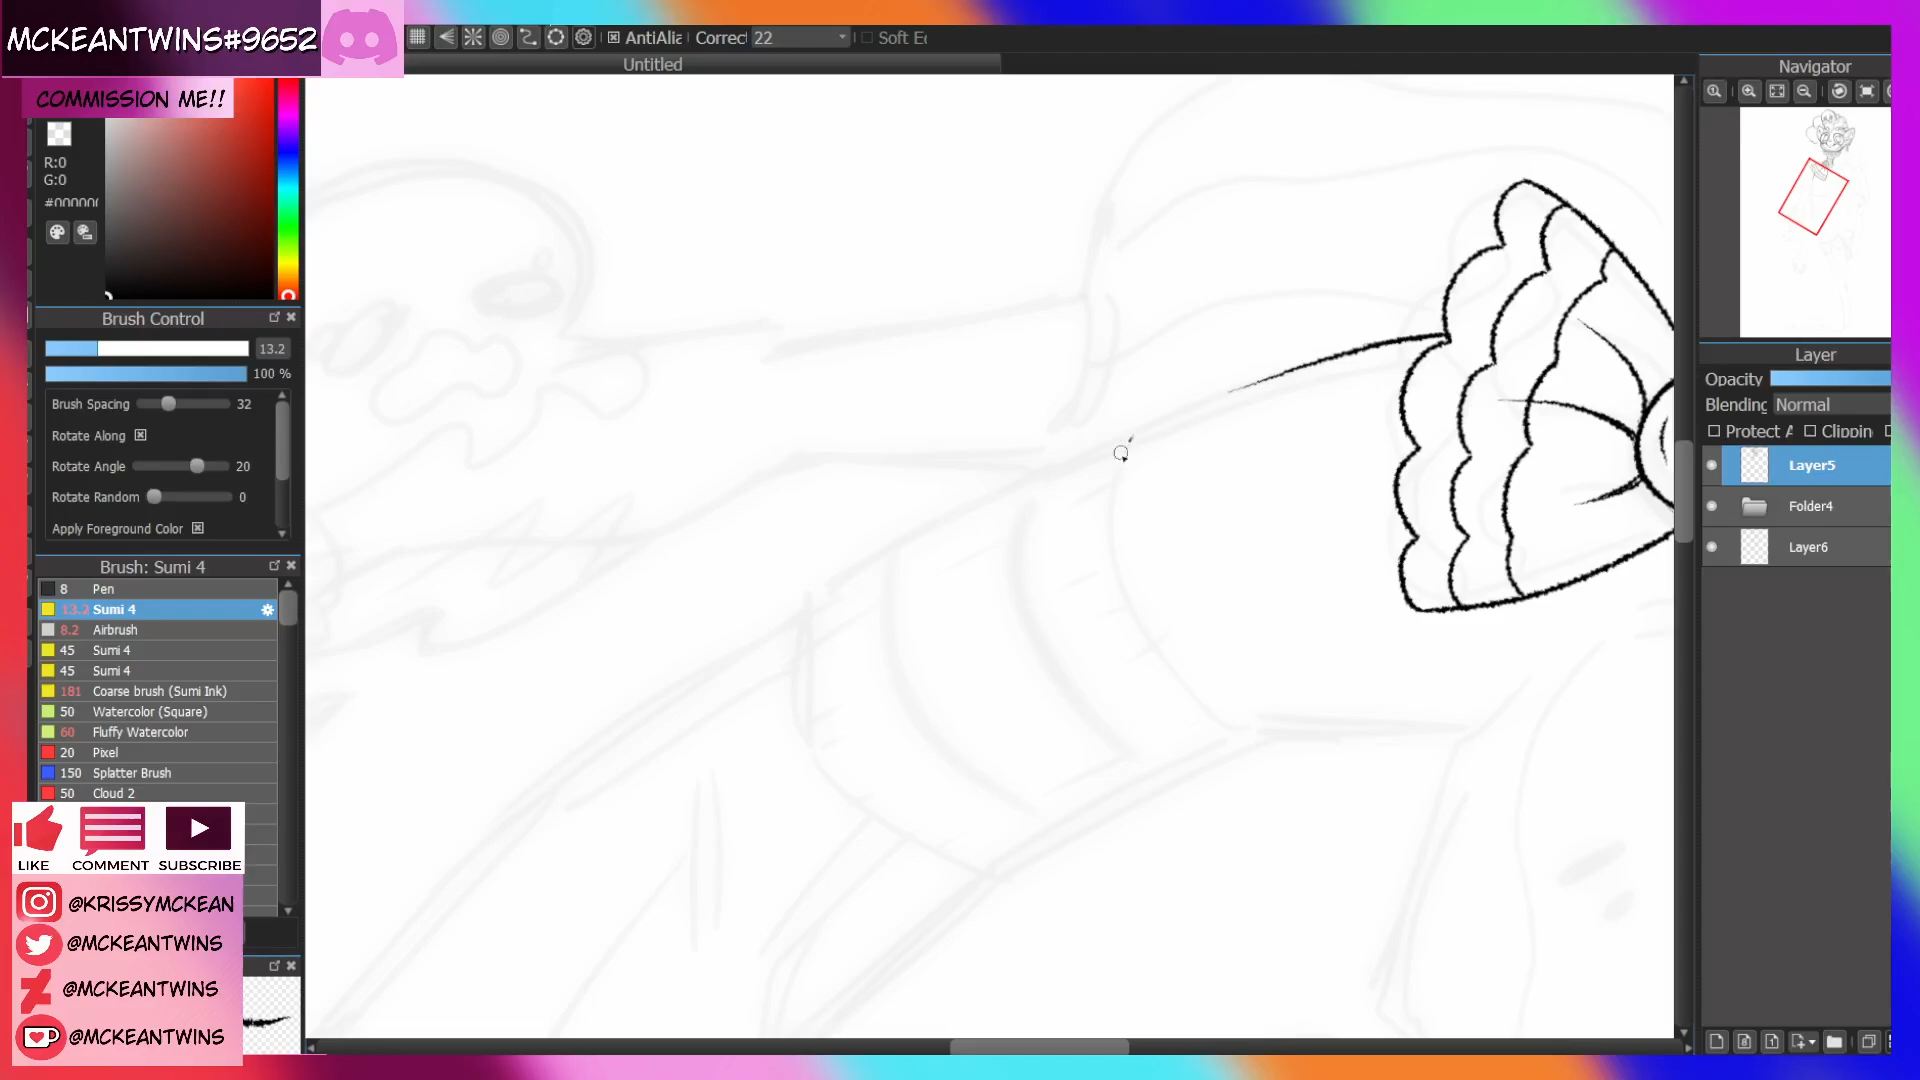 MCKEANTWINS#9652
COMMISSION ME!!
AntiAlia
Correct
22
Soft Ed
Untitled
R:0
G:0
#000000
Brush Control
13.2
100 %
Brush Spacing
32
Rotate Along
Rotate Angle
20
Rotate Random
0
Apply Foreground Color
Brush: Sumi 4
8 Pen
13.2 Sumi 4
8.2 Airbrush
45 Sumi 4
45 Sumi 4
181 Coarse brush (Sumi Ink)
50 Watercolor (Square)
60 Fluffy Watercolor
20 Pixel
150 Splatter Brush
50 Cloud 2
LIKE
COMMENT
SUBSCRIBE
@KRISSYMCKEAN
@MCKEANTWINS
@MCKEANTWINS
@MCKEANTWINS
Navigator
Layer
Opacity
Blending
Normal
Protect A
Clippin
Layer5
Folder4
Layer6